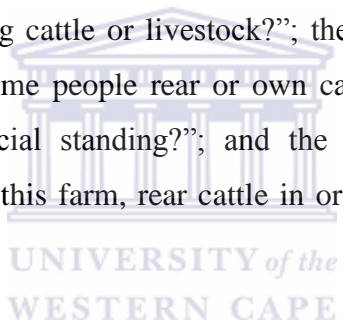 g cattle or livestock?”; the
me people rear or own ca
cial standing?”; and the
this farm, rear cattle in or
UNIVERSITY of the
WESTERN CAPE